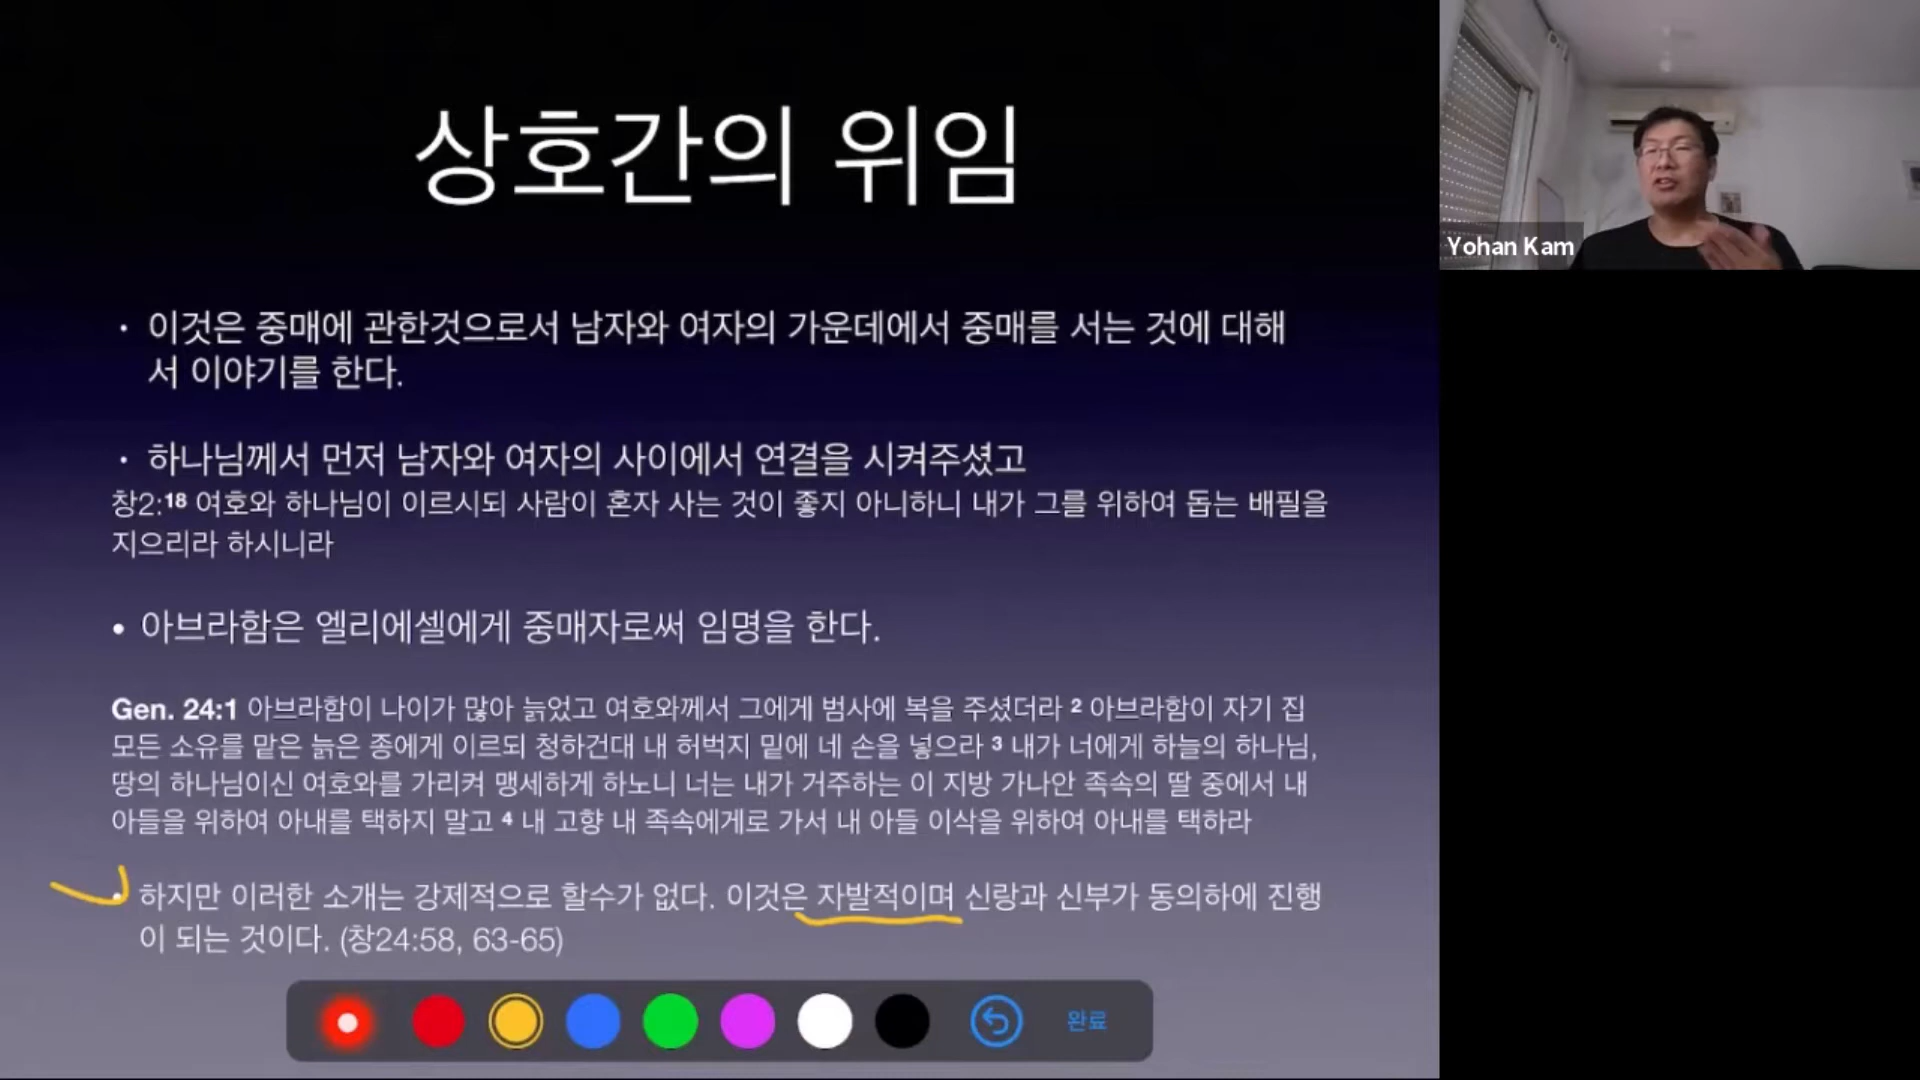 상호간의 위임
Yohan Kam
· 이것은 중매에 관한것으로서 남자와 여자의 가운데에서 중매를 서는 것에 대해
서 이야기를 한다.
· 하나님께서 먼저 남자와 여자의 사이에서 연결을 시켜주셨고
창2:18 여호와 하나님이 이르시되 사람이 혼자 사는 것이 좋지 아니하니 내가 그를 위하여 돕는 배필을
지으리라 하시니라
• 아브라함은 엘리에셀에게 중매자로써 임명을 한다.
Gen. 24:1 아브라함이 나이가 많아 늙었고 여호와께서 그에게 범사에 복을 주셨더라 2 아브라함이 자기 집
모든 소유를 맡은 늙은 종에게 이르되 청하건대 내 허벅지 밑에 네 손을 넣으라 3 내가 너에게 하늘의 하나님,
땅의 하나님이신 여호와를 가리켜 맹세하게 하노니 너는 내가 거주하는 이 지방 가나안 족속의 딸 중에서 내
아들을 위하여 아내를 택하지 말고 4 내 고향 내 족속에게로 가서 내 아들 이삭을 위하여 아내를 택하라
• 하지만 이러한 소개는 강제적으로 할수가 없다. 이것은 자발적이며 신랑과 신부가 동의하에 진행
이 되는 것이다. (창24:58, 63-65)
완료